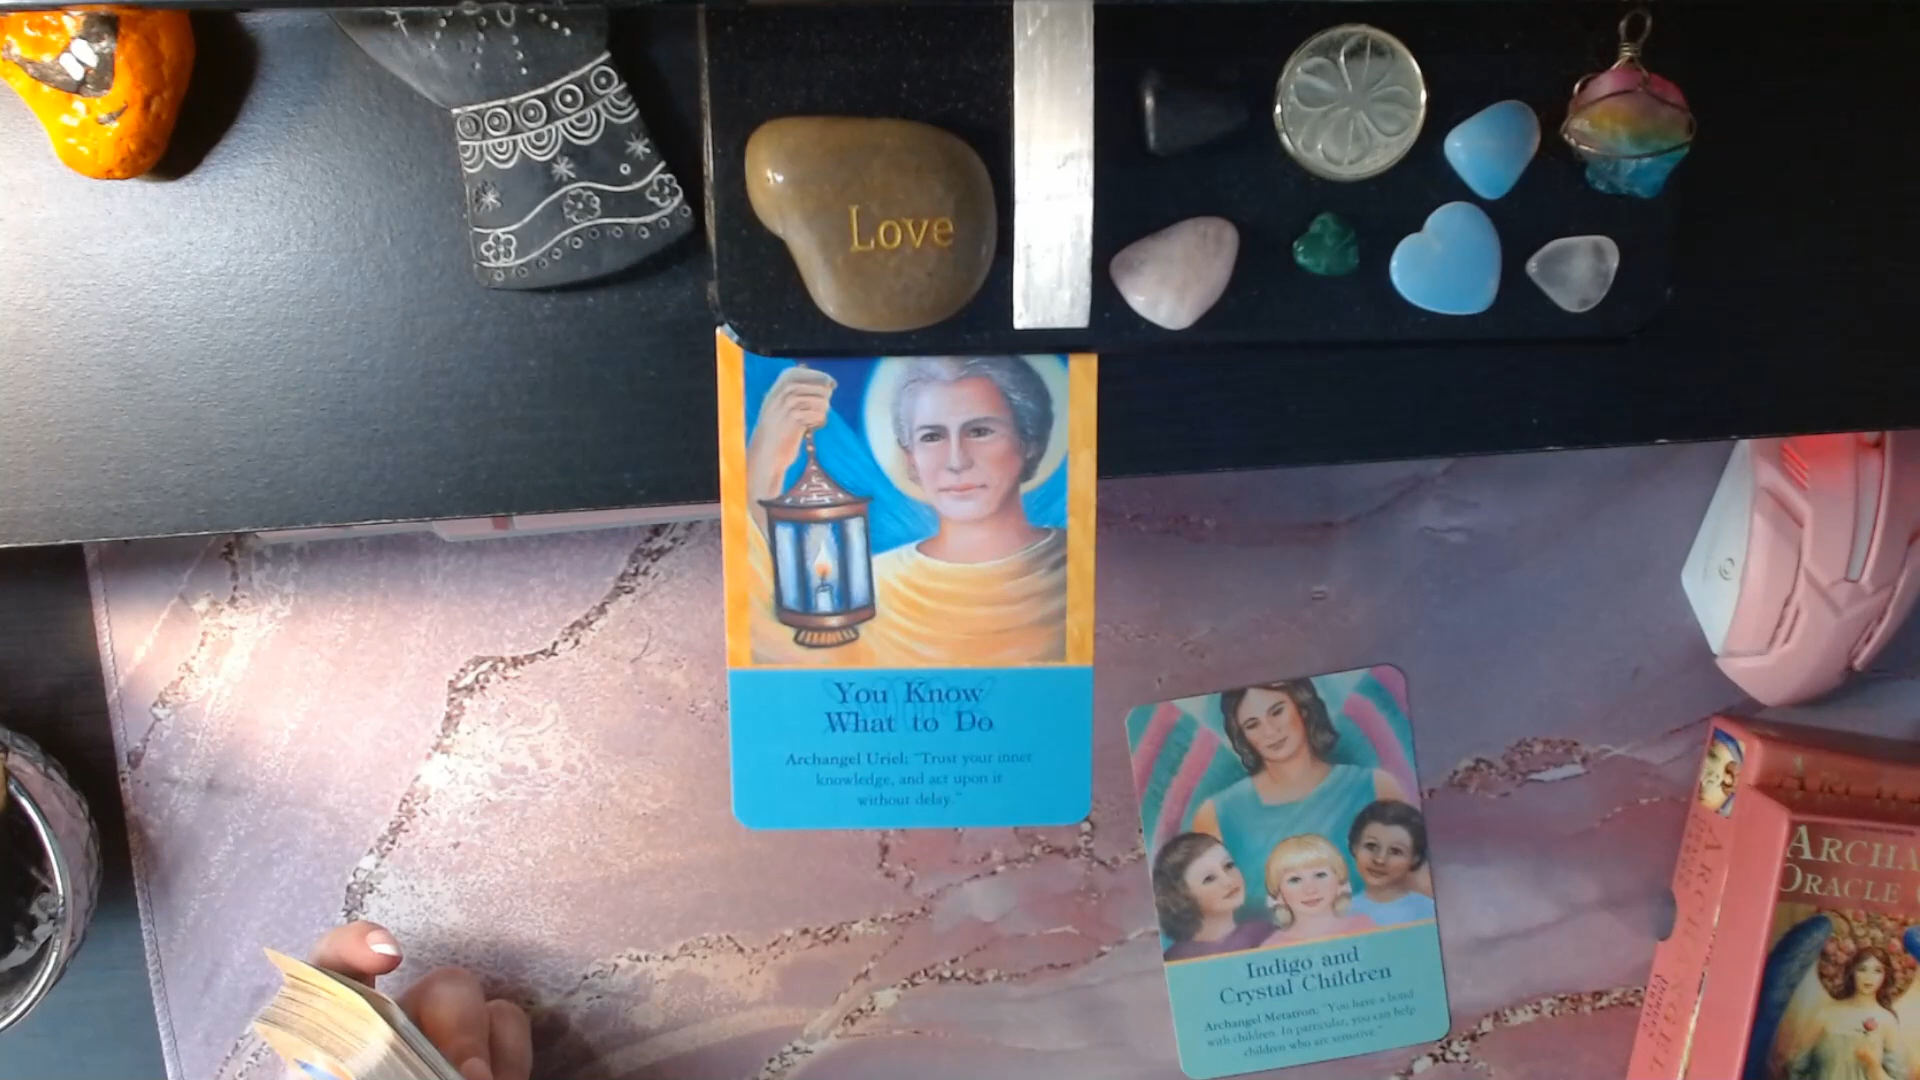 Love
You Know
What to Do
Archangel Uriel: "Trust your inner
knowledge, and act upon it
without delay."
Indigo and
Crystal Children
Archangel Metatron: "You have a bond
with children. In particular, you can help
children who are sensitive."
ARCHA
ORACLE